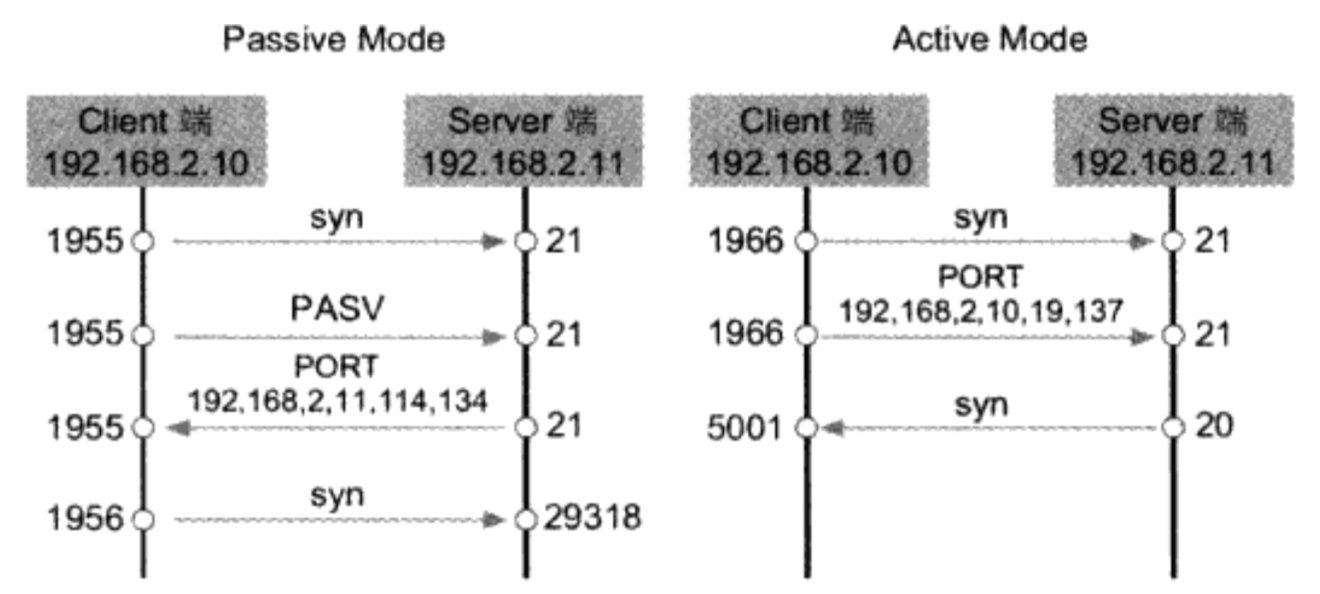 Passive Mode
Active Mode
Client 端
192.168.2.10
Server 端
192.168.2.11
Client 端
192.168.2.10
Server 端
192.168.2.11
1955
syn
21
1955
PASV
21
PORT
192,168,2,11,114,134
1955
21
1956
syn
29318
1966
syn
21
PORT
192,168,2,10,19,137
1966
21
5001
syn
20